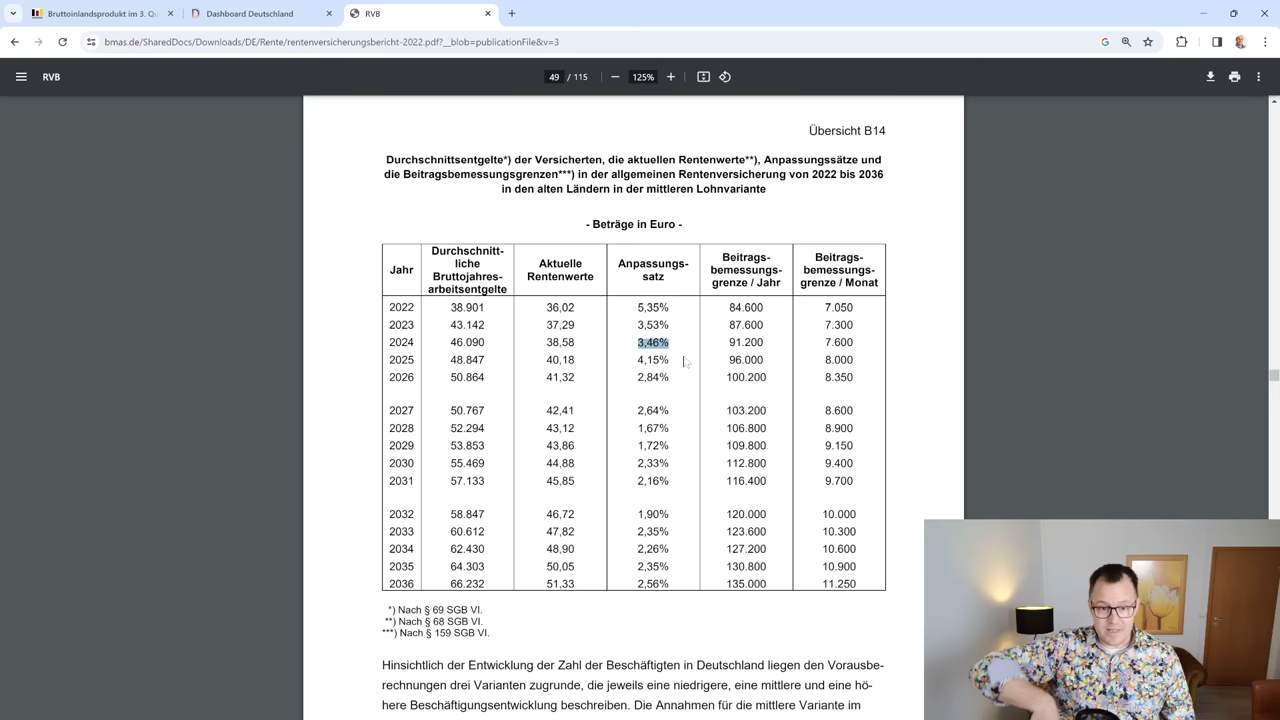 Bruttoinlandsprodukt im 3. Qu
Dashboard Deutschland
RVB
bmas.de/SharedDocs/Downloads/DE/Rente/rentenversicherungsbericht-2022.pdf?__blob=publicationFile&v=3
RVB
49 / 115
125%
Übersicht B14
Durchschnittsentgelte*) der Versicherten, die aktuellen Rentenwerte**), Anpassungssätze und
die Beitragsbemessungsgrenzen***) in der allgemeinen Rentenversicherung von 2022 bis 2036
in den alten Ländern in der mittleren Lohnvariante
- Beträge in Euro -
Jahr
Durchschnitt-
liche
Bruttojahres-
arbeitsentgelte
Aktuelle
Rentenwerte
Anpassungs-
satz
Beitrags-
bemessungs-
grenze / Jahr
Beitrags-
bemessungs-
grenze / Monat
2022 38.901 36,02 5,35% 84.600 7.050
2023 43.142 37,29 3,53% 87.600 7.300
2024 46.090 38,58 3,46% 91.200 7.600
2025 48.847 40,18 4,15% 96.000 8.000
2026 50.864 41,32 2,84% 100.200 8.350
2027 50.767 42,41 2,64% 103.200 8.600
2028 52.294 43,12 1,67% 106.800 8.900
2029 53.853 43,86 1,72% 109.800 9.150
2030 55.469 44,88 2,33% 112.800 9.400
2031 57.133 45,85 2,16% 116.400 9.700
2032 58.847 46,72 1,90% 120.000 10.000
2033 60.612 47,82 2,35% 123.600 10.300
2034 62.430 48,90 2,26% 127.200 10.600
2035 64.303 50,05 2,35% 130.800 10.900
2036 66.232 51,33 2,56% 135.000 11.250
*) Nach § 69 SGB VI.
**) Nach § 68 SGB VI.
***) Nach § 159 SGB VI.
Hinsichtlich der Entwicklung der Zahl der Beschäftigten in Deutschland liegen den Vorausbe-
rechnungen drei Varianten zugrunde, die jeweils eine niedrigere, eine mittlere und eine hö-
here Beschäftigungsentwicklung beschreiben. Die Annahmen für die mittlere Variante im